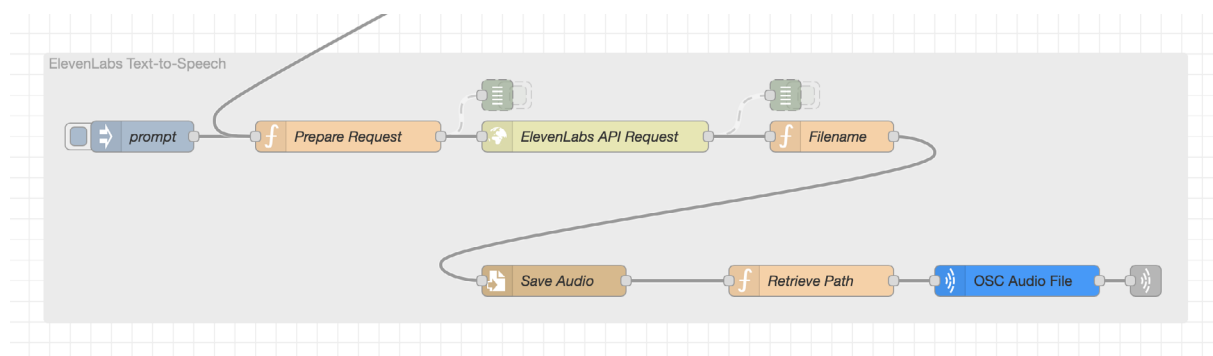 ElevenLabs Text-to-Speech
prompt
Prepare Request
ElevenLabs API Request
Filename
Save Audio
Retrieve Path
OSC Audio File